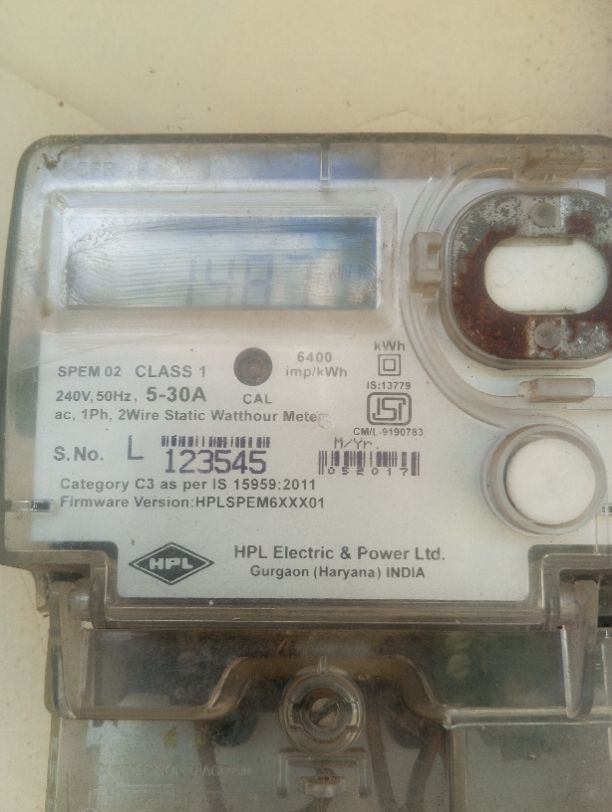 SPEM 02 CLASS 1
6400
imp/kWh
kWh
240V, 50Hz, 5-30A
CAL
IS:13779
ac, 1Ph, 2Wire Static Watthour Meter
CM/L-9190783
S.No. L 123545
M/Yr.
052017
Category C3 as per IS 15959:2011
Firmware Version:HPLSPEM6XXX01
HPL
HPL Electric & Power Ltd.
Gurgaon (Haryana) INDIA